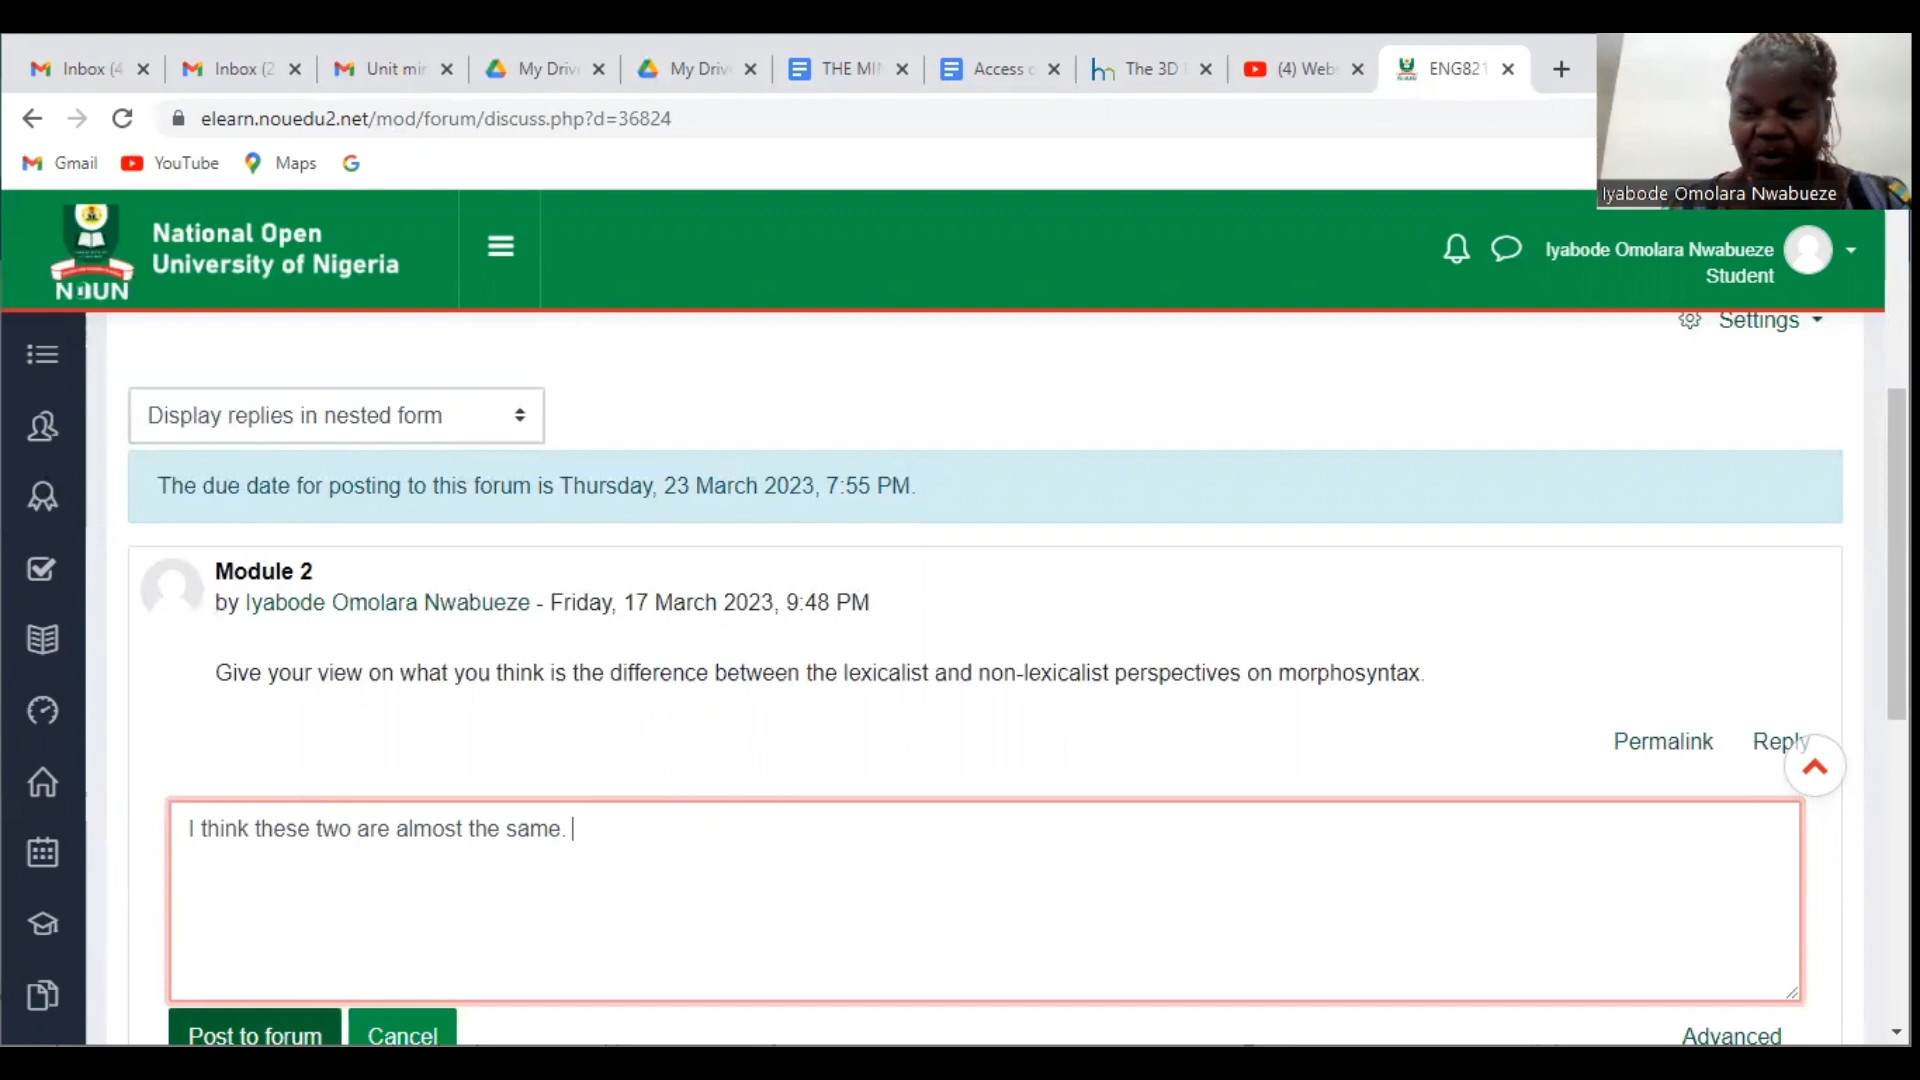 Inbox (4
Inbox (2
Unit mir
My Driv
My Driv
THE MI
Access c
The 3D
(4) Web
ENG821
elearn.nouedu2.net/mod/forum/discuss.php?d=36824
Gmail
YouTube
Maps
Iyabode Omolara Nwabueze
National Open
University of Nigeria
NOUN
Iyabode Omolara Nwabueze
Student
Settings
Display replies in nested form
The due date for posting to this forum is Thursday, 23 March 2023, 7:55 PM.
Module 2
by Iyabode Omolara Nwabueze - Friday, 17 March 2023, 9:48 PM
Give your view on what you think is the difference between the lexicalist and non-lexicalist perspectives on morphosyntax.
Permalink
Reply
I think these two are almost the same.
Post to forum
Cancel
Advanced